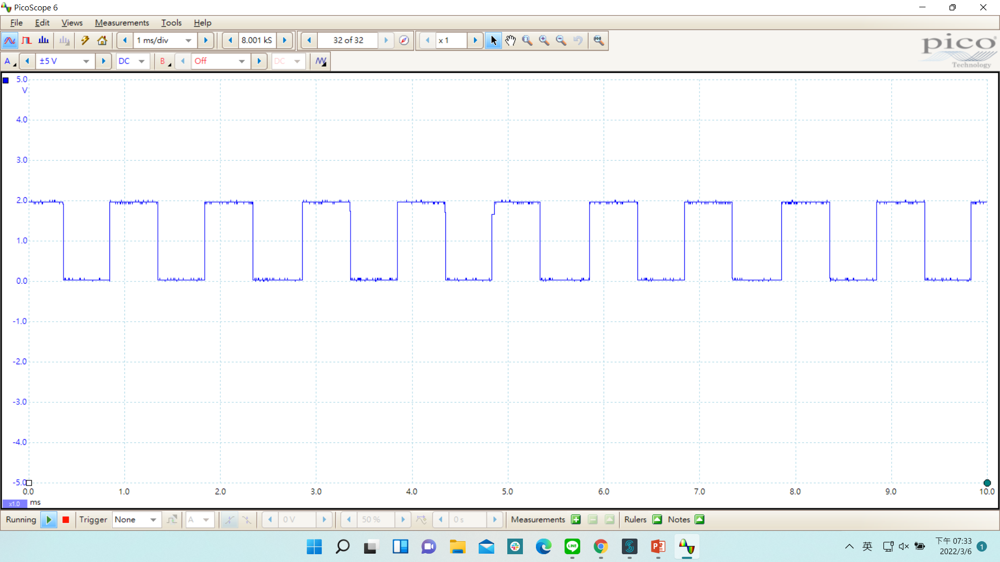 PicoScope 6
File Edit Views Measurements Tools Help
1 ms/div 8.001 kS 32 of 32 x 1
pico
Technology
A ±5 V DC B Off DC
5.0
V
4.0
3.0
2.0
1.0
0.0
-1.0
-2.0
-3.0
-4.0
-5.0
0.0 1.0 2.0 3.0 4.0 5.0 6.0 7.0 8.0 9.0 10.0
x1.0 ms
Running Trigger None A 0 V 50 % 0 s Measurements Rulers Notes
LINE
英
下午 07:33
2022/3/6
1